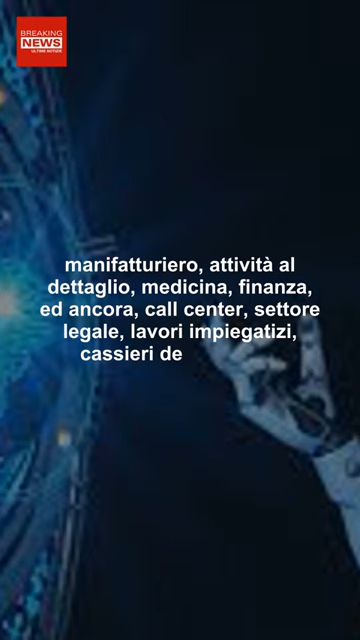 BREAKING
NEWS
ULTIME NOTIZIE
manifatturiero, attività al
dettaglio, medicina, finanza,
ed ancora, call center, settore
legale, lavori impiegatizi,
cassieri de